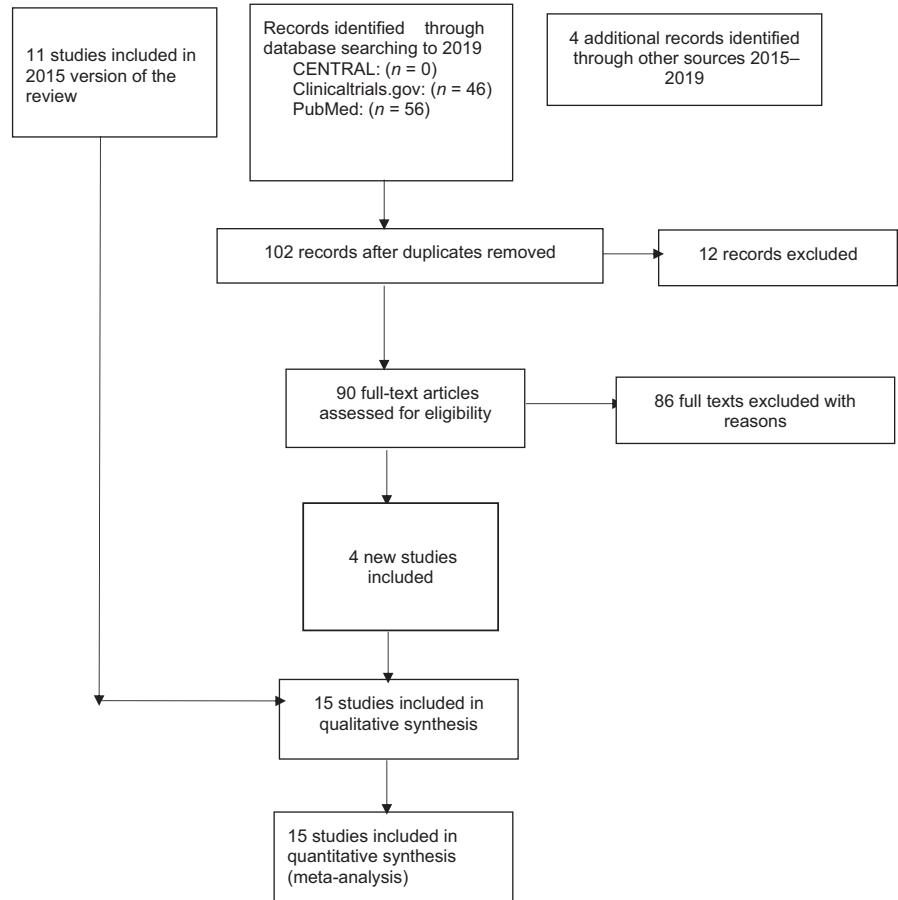 11 studies included in
2015 version of the
review
Records identified through
database searching to 2019
CENTRAL: (n = 0)
Clinicaltrials.gov: (n = 46)
PubMed: (n = 56)
4 additional records identified
through other sources 2015–
2019
102 records after duplicates removed
12 records excluded
90 full-text articles
assessed for eligibility
86 full texts excluded with
reasons
4 new studies
included
15 studies included in
qualitative synthesis
15 studies included in
quantitative synthesis
(meta-analysis)